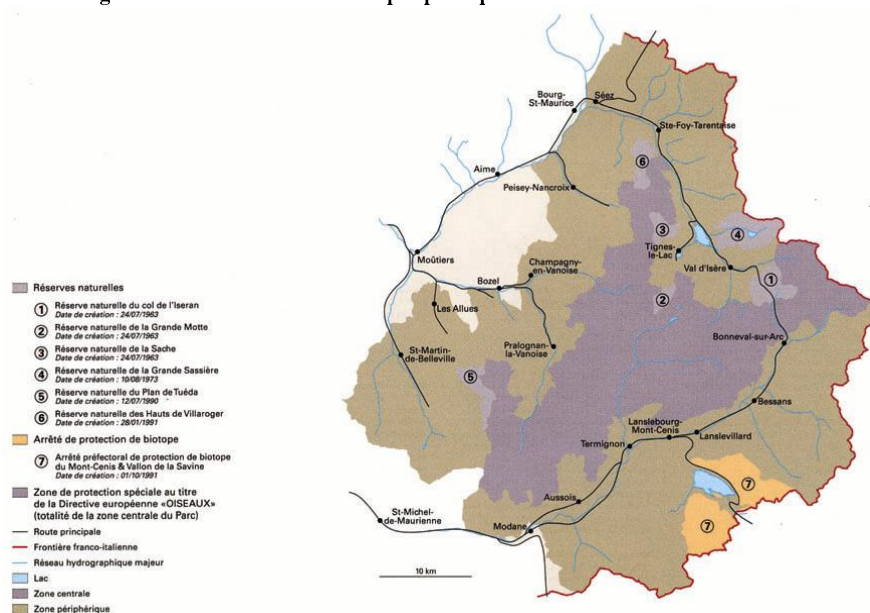 Bourg-
St-Maurice
Séez
Ste-Foy-Tarentaise
6
Aime
Peisey-Nancroix
3
4
Tignes-
le-Lac
Moûtiers
Champagny-
en-Vanoise
Val d'Isère
1
Bozel
2
Les Allues
Bonneval-sur-Arc
St-Martin-
de-Belleville
Pralognan-
la-Vanoise
5
Bessans
Lanslebourg-
Mont-Cenis
Lanslevillard
Termignon
7
Aussois
St-Michel-
de-Maurienne
Modane
7
10 km
Réserves naturelles
1 Réserve naturelle du col de l'Iseran
Date de création : 24/07/1963
2 Réserve naturelle de la Grande Motte
Date de création : 24/07/1963
3 Réserve naturelle de la Sache
Date de création : 24/07/1963
4 Réserve naturelle de la Grande Sassière
Date de création : 10/08/1973
5 Réserve naturelle du Plan de Tuéda
Date de création : 12/07/1990
6 Réserve naturelle des Hauts de Villaroger
Date de création : 28/01/1991
Arrêté de protection de biotope
7 Arrêté préfectoral de protection de biotope
du Mont-Cenis & Vallon de la Savine
Date de création : 01/10/1991
Zone de protection spéciale au titre
de la Directive européenne «OISEAUX»
(totalité de la zone centrale du Parc)
Route principale
Frontière franco-italienne
Réseau hydrographique majeur
Lac
Zone centrale
Zone périphérique